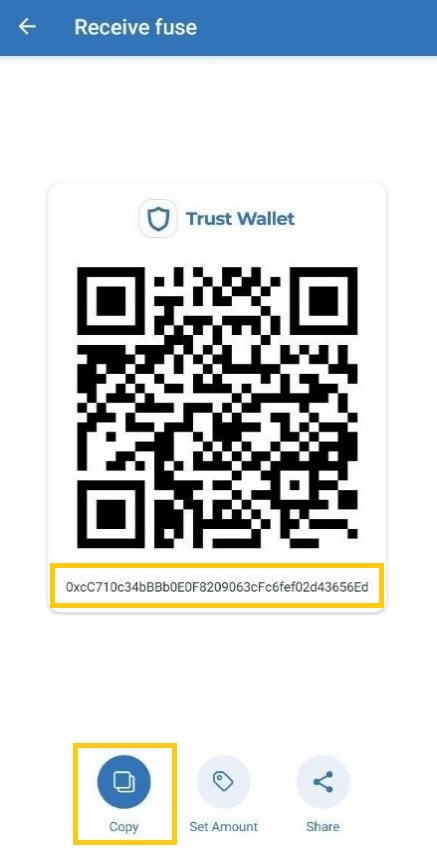 Receive fuse
Trust Wallet
0xcC710c34bBBb0E0F8209063cFc6fef02d43656Ed
Copy
Set Amount
Share